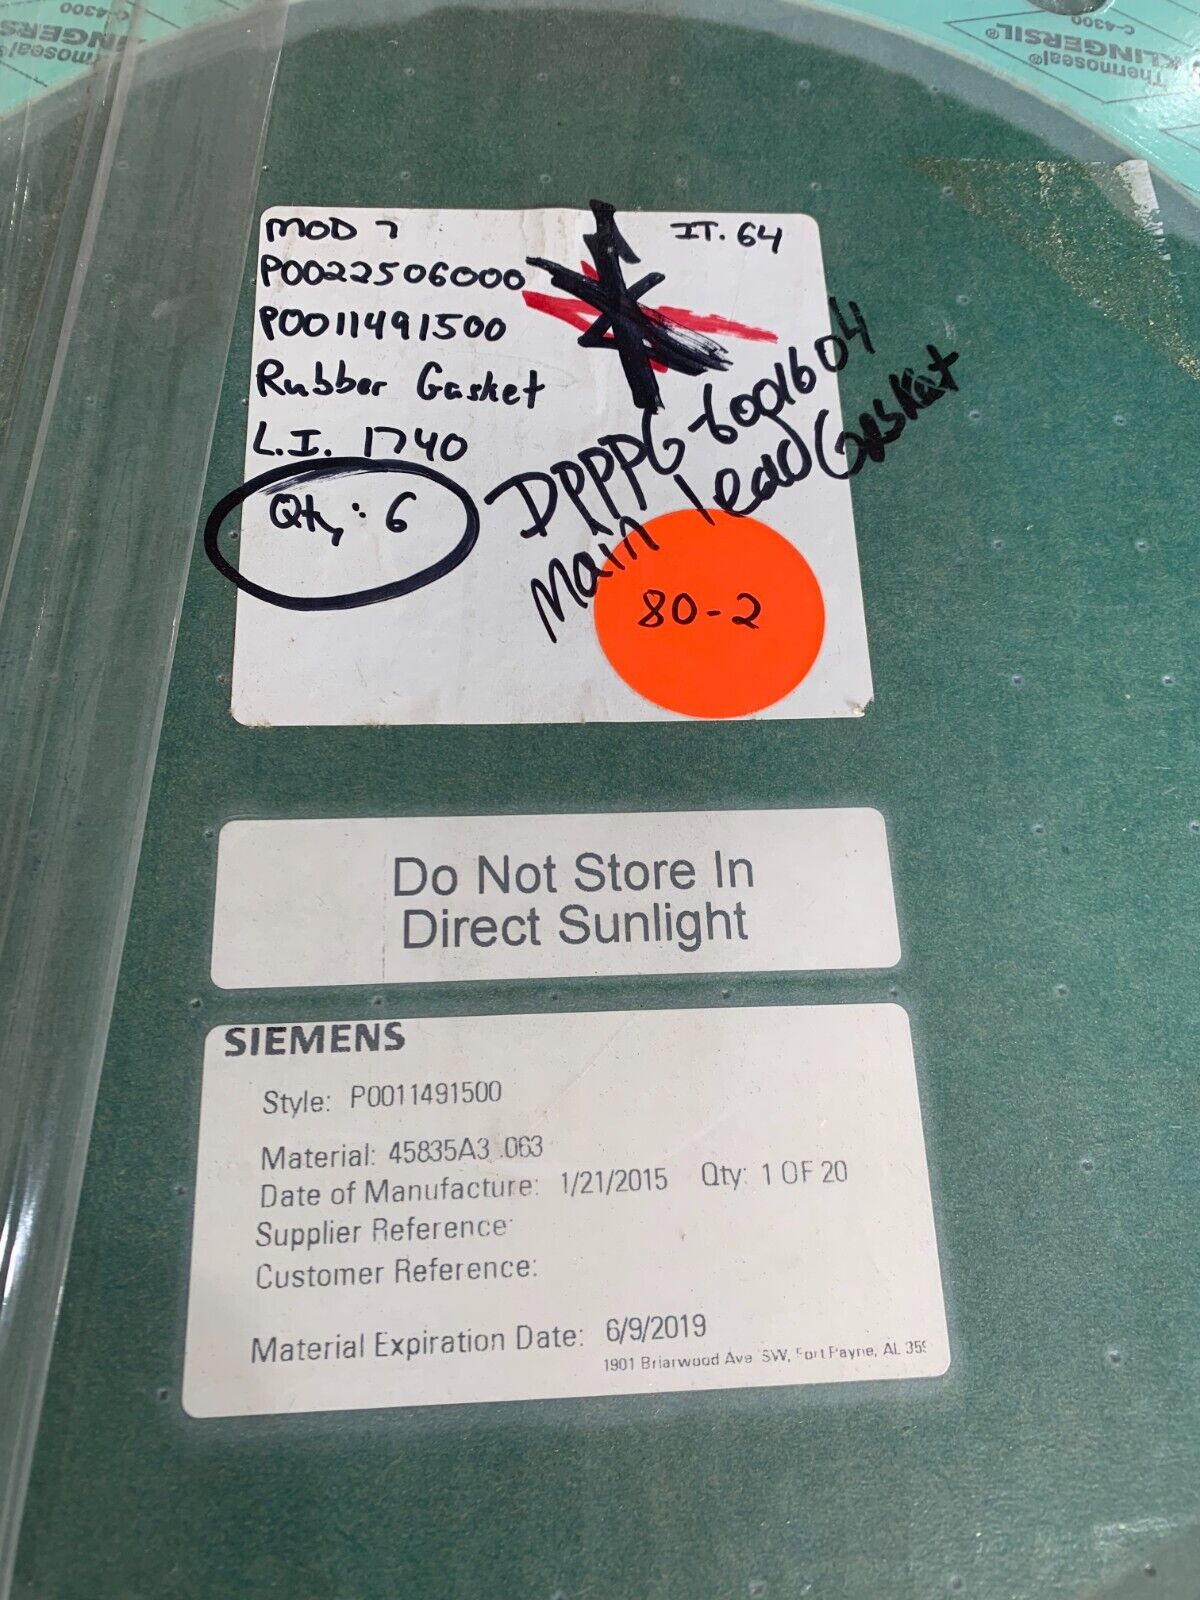 C-4300
KLINGERSIL®
Thermoseal®
C-4300
MOD 7
IT. 64
P0022506000
P0011491500
Rubber Gasket
L.I. 1740
Qty: 6
DPPPG-6001604
Main lead Gasket
80-2
Do Not Store In
Direct Sunlight
SIEMENS
Style: P0011491500
Material: 45835A3 .063
Date of Manufacture: 1/21/2015 Qty: 1 OF 20
Supplier Reference:
Customer Reference:
Material Expiration Date: 6/9/2019
1901 Briarwood Ave SW, Fort Payne, AL